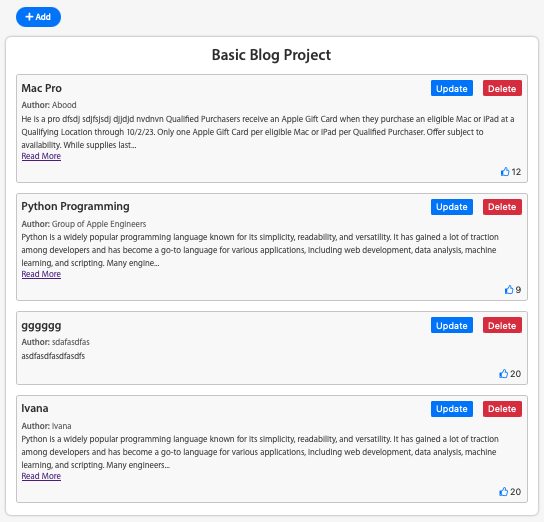 + Add
Basic Blog Project
Mac Pro
Update
Delete
Author: Abood
He is a pro dfsdj sdjfsjsdj djjdjd nvdnvn Qualified Purchasers receive an Apple Gift Card when they purchase an eligible Mac or iPad at a
Qualifying Location through 10/2/23. Only one Apple Gift Card per eligible Mac or iPad per Qualified Purchaser. Offer subject to
availability. While supplies last...
Read More
12
Python Programming
Update
Delete
Author: Group of Apple Engineers
Python is a widely popular programming language known for its simplicity, readability, and versatility. It has gained a lot of traction
among developers and has become a go-to language for various applications, including web development, data analysis, machine
learning, and scripting. Many engine...
Read More
9
gggggg
Update
Delete
Author: sdafasdfas
asdfasdfasdfasdfs
20
Ivana
Update
Delete
Author: Ivana
Python is a widely popular programming language known for its simplicity, readability, and versatility. It has gained a lot of traction
among developers and has become a go-to language for various applications, including web development, data analysis, machine
learning, and scripting. Many engineers...
Read More
20